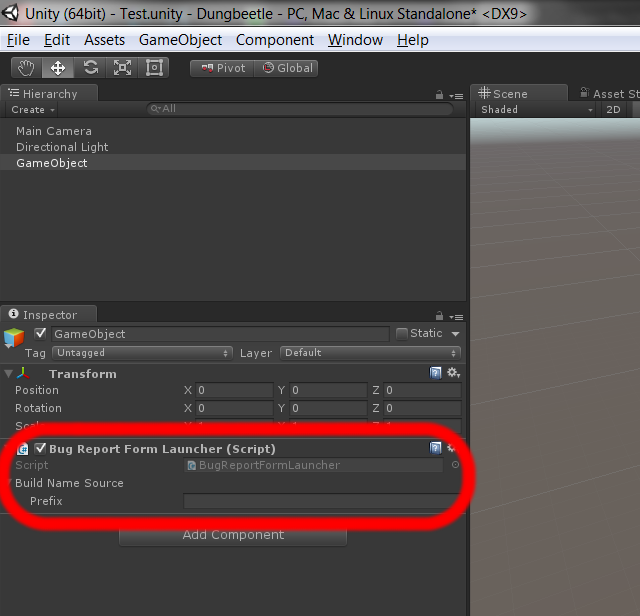 Unity (64bit) - Test.unity - Dungbeetle - PC, Mac & Linux Standalone* <DX9>
File Edit Assets GameObject Component Window Help
Pivot Global
Hierarchy
Scene Asset St
Create All
Shaded 2D
Main Camera
Directional Light
GameObject
Inspector
GameObject Static
Tag Untagged Layer Default
Transform
Position X 0 Y 0 Z 0
Rotation X 0 Y 0 Z 0
Bug Report Form Launcher (Script)
Script BugReportFormLauncher
Build Name Source
Prefix
Add Component